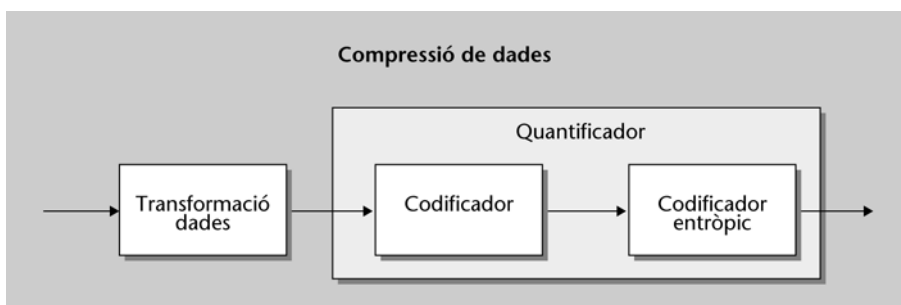 Compressió de dades
Quantificador
Transformació
dades
Codificador
Codificador
entròpic